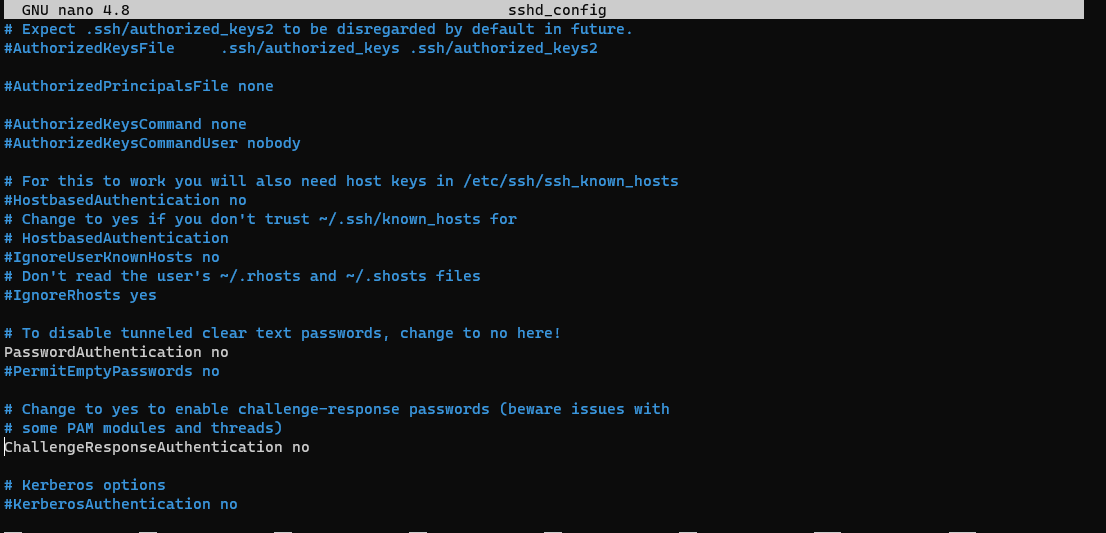 GNU nano 4.8 sshd_config
# Expect .ssh/authorized_keys2 to be disregarded by default in future.
#AuthorizedKeysFile     .ssh/authorized_keys .ssh/authorized_keys2
#AuthorizedPrincipalsFile none
#AuthorizedKeysCommand none
#AuthorizedKeysCommandUser nobody
# For this to work you will also need host keys in /etc/ssh/ssh_known_hosts
#HostbasedAuthentication no
# Change to yes if you don't trust ~/.ssh/known_hosts for
# HostbasedAuthentication
#IgnoreUserKnownHosts no
# Don't read the user's ~/.rhosts and ~/.shosts files
#IgnoreRhosts yes
# To disable tunneled clear text passwords, change to no here!
PasswordAuthentication no
#PermitEmptyPasswords no
# Change to yes to enable challenge-response passwords (beware issues with
# some PAM modules and threads)
ChallengeResponseAuthentication no
# Kerberos options
#KerberosAuthentication no